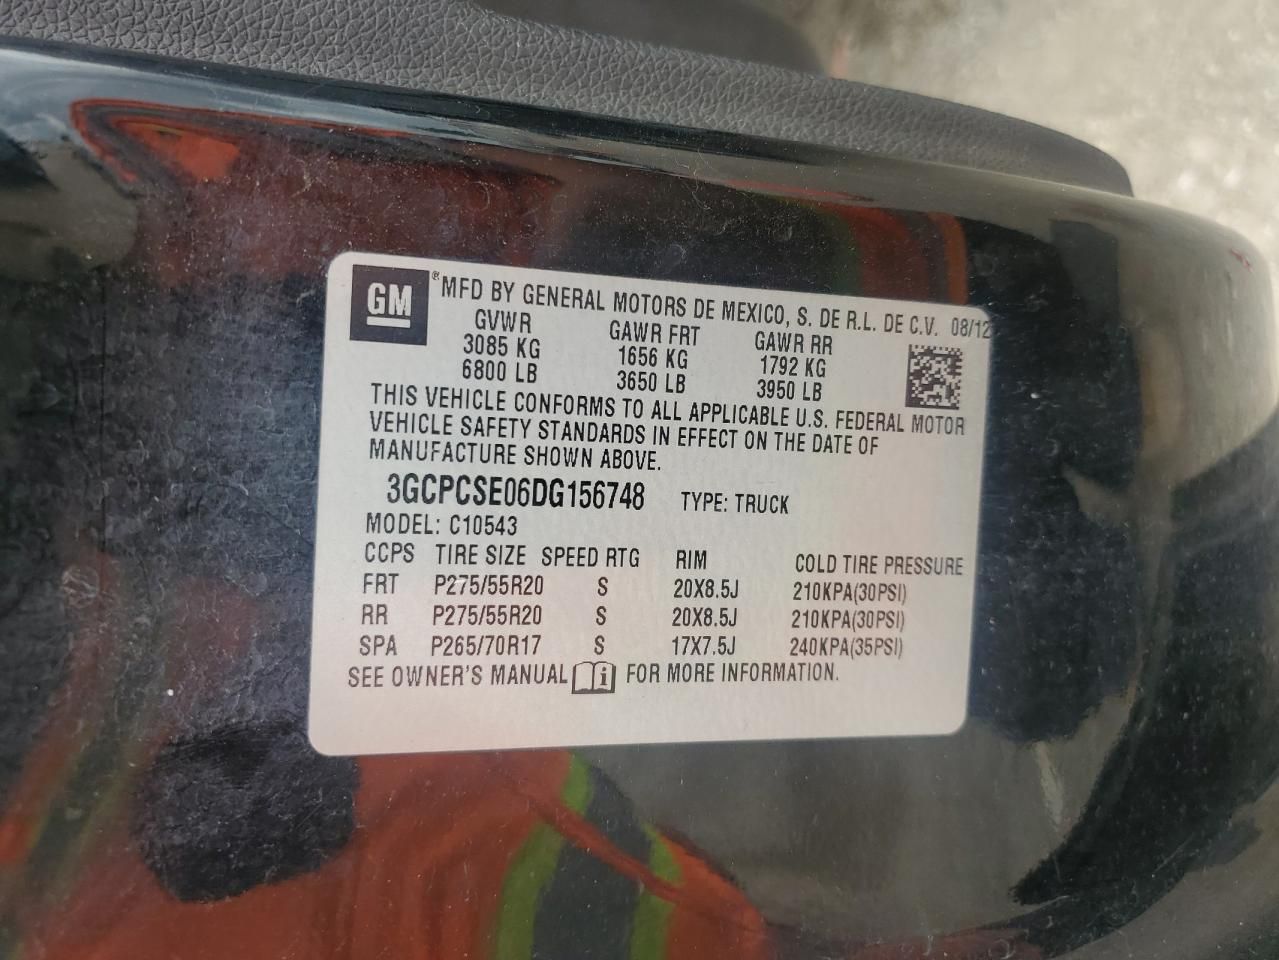 GM ® MFD BY GENERAL MOTORS DE MEXICO, S. DE R.L. DE C.V. 08/12
GVWR GAWR FRT GAWR RR
3085 KG 1656 KG 1792 KG
6800 LB 3650 LB 3950 LB
THIS VEHICLE CONFORMS TO ALL APPLICABLE U.S. FEDERAL MOTOR
VEHICLE SAFETY STANDARDS IN EFFECT ON THE DATE OF
MANUFACTURE SHOWN ABOVE.
3GCPCSE06DG156748 TYPE: TRUCK
MODEL: C10543
CCPS TIRE SIZE SPEED RTG RIM COLD TIRE PRESSURE
FRT P275/55R20 S 20X8.5J 210KPA(30PSI)
RR P275/55R20 S 20X8.5J 210KPA(30PSI)
SPA P265/70R17 S 17X7.5J 240KPA(35PSI)
SEE OWNER'S MANUAL FOR MORE INFORMATION.